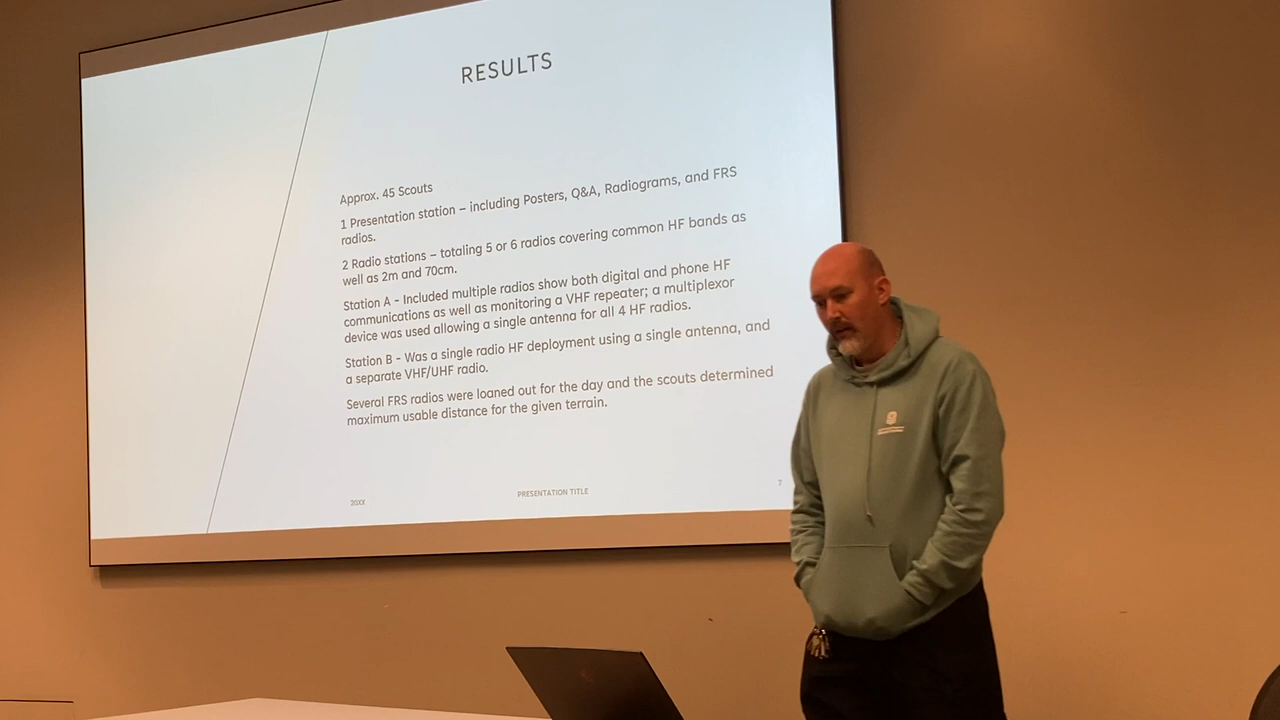 RESULTS
Approx. 45 Scouts
1 Presentation station – including Posters, Q&A, Radiograms, and FRS
radios.
2 Radio stations – totaling 5 or 6 radios covering common HF bands as
well as 2m and 70cm.
Station A - Included multiple radios show both digital and phone HF
communications as well as monitoring a VHF repeater; a multiplexor
device was used allowing a single antenna for all 4 HF radios.
Station B - Was a single radio HF deployment using a single antenna, and
a separate VHF/UHF radio.
Several FRS radios were loaned out for the day and the scouts determined
maximum usable distance for the given terrain.
20XX
PRESENTATION TITLE
7